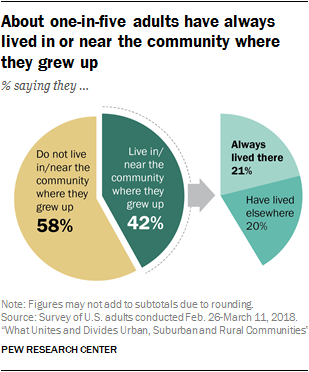 About one-in-five adults have always
lived in or near the community where
they grew up
% saying they ...
Do not live
in/near the
community
where they
grew up
58%
Live in/
near the
community
where they
grew up
42%
Always
lived there
21%
Have lived
elsewhere
20%
Note: Figures may not add to subtotals due to rounding.
Source: Survey of U.S. adults conducted Feb. 26-March 11, 2018.
“What Unites and Divides Urban, Suburban and Rural Communities”
PEW RESEARCH CENTER